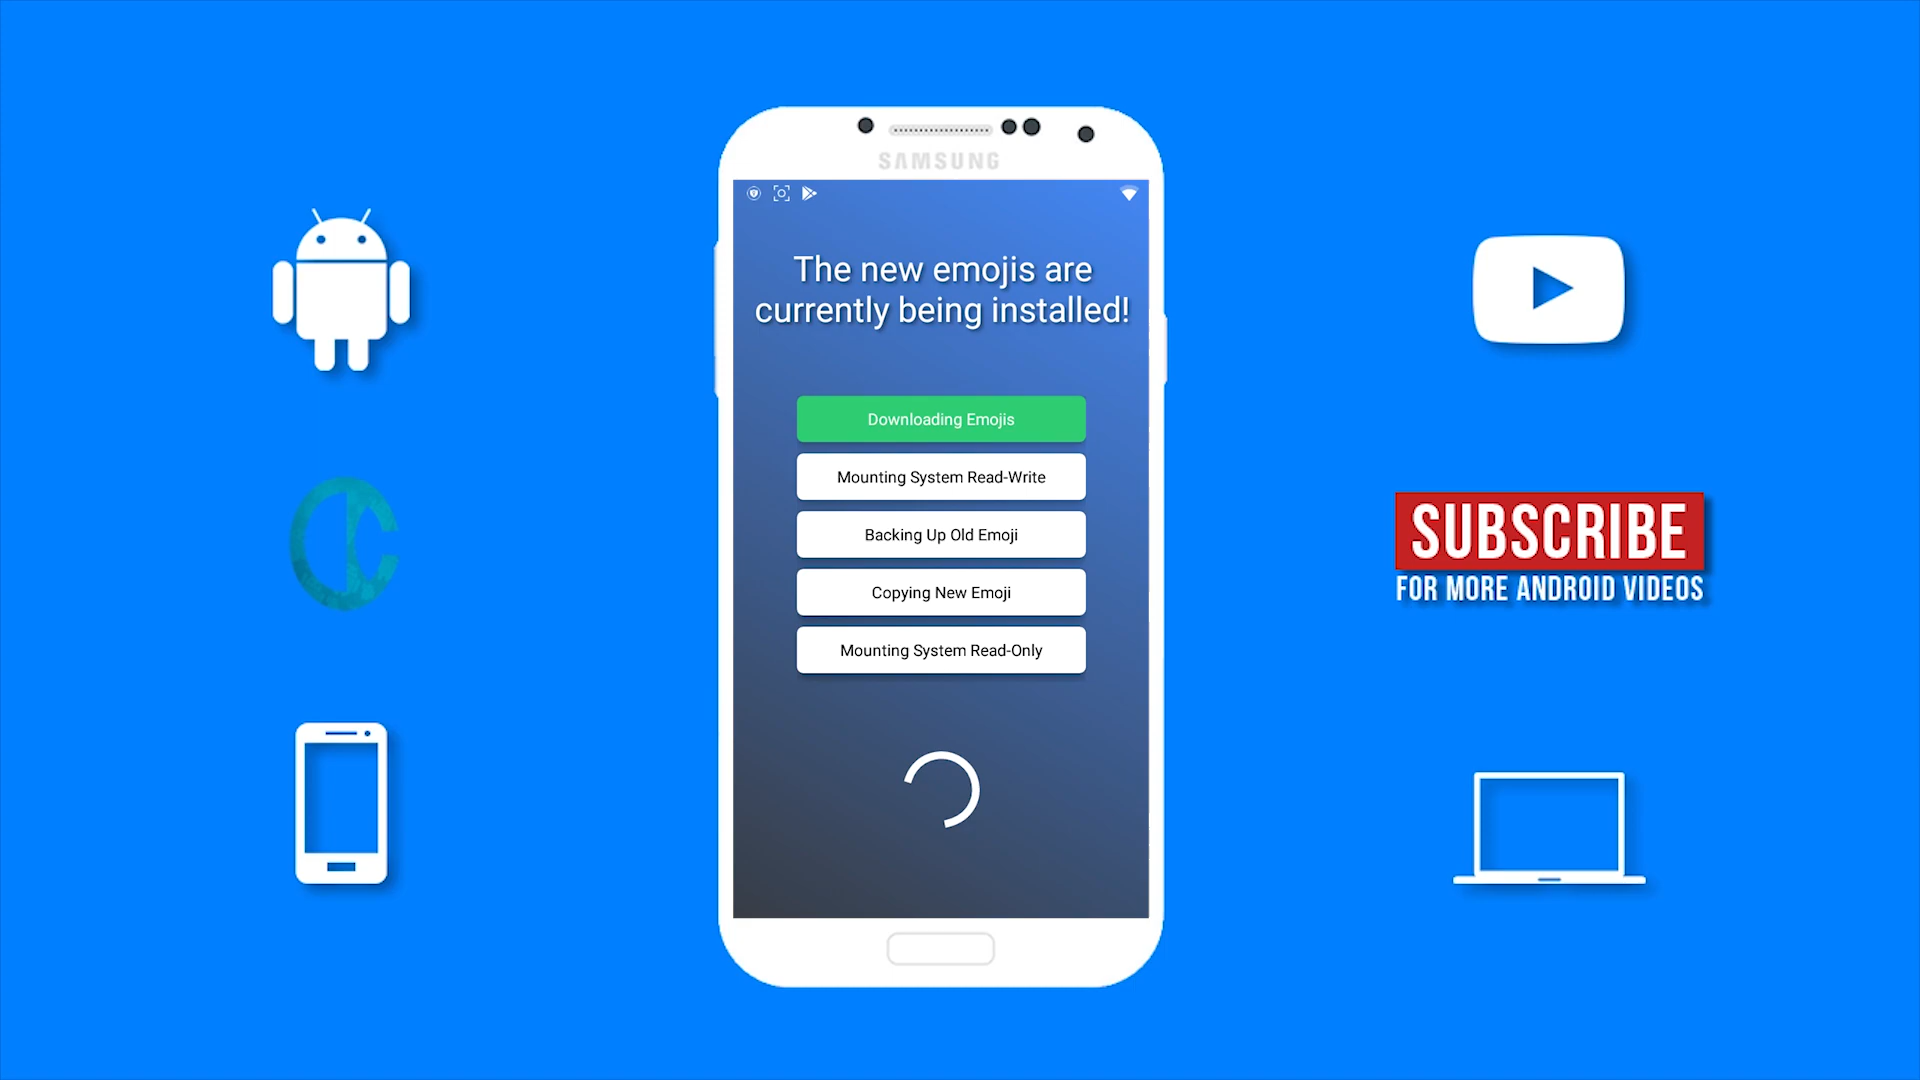 SAMSUNG
The new emojis are
currently being installed!
Downloading Emojis
Mounting System Read-Write
Backing Up Old Emoji
Copying New Emoji
Mounting System Read-Only
SUBSCRIBE
FOR MORE ANDROID VIDEOS